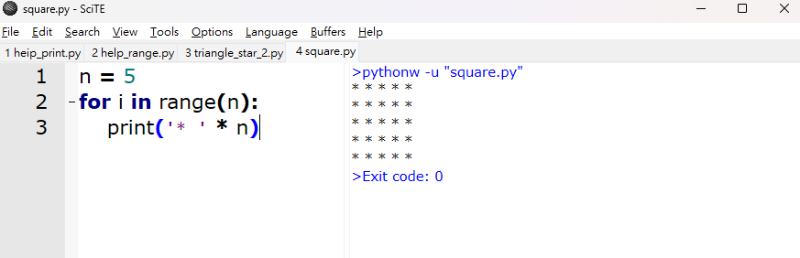 square.py - SciTE
File Edit Search View Tools Options Language Buffers Help
1 heip_print.py 2 help_range.py 3 triangle_star_2.py 4 square.py
1 n = 5
2 for i in range(n):
3 print('* ' * n)
>pythonw -u "square.py"
* * * * *
* * * * *
* * * * *
* * * * *
* * * * *
>Exit code: 0